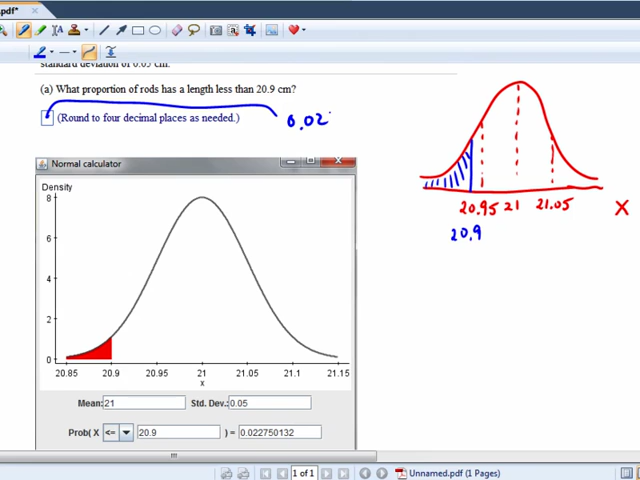 .pdf*
standard deviation of 0.05 cm.
(a) What proportion of rods has a length less than 20.9 cm?
(Round to four decimal places as needed.)
0.02
20.95 21 21.05 X
20.9
Normal calculator
Density
8
6
4
2
0
20.85 20.9 20.95 21 21.05 21.1 21.15
x
Mean: 21 Std. Dev.: 0.05
Prob( X <= 20.9 ) = 0.022750132
1 of 1 Unnamed.pdf (1 Pages)